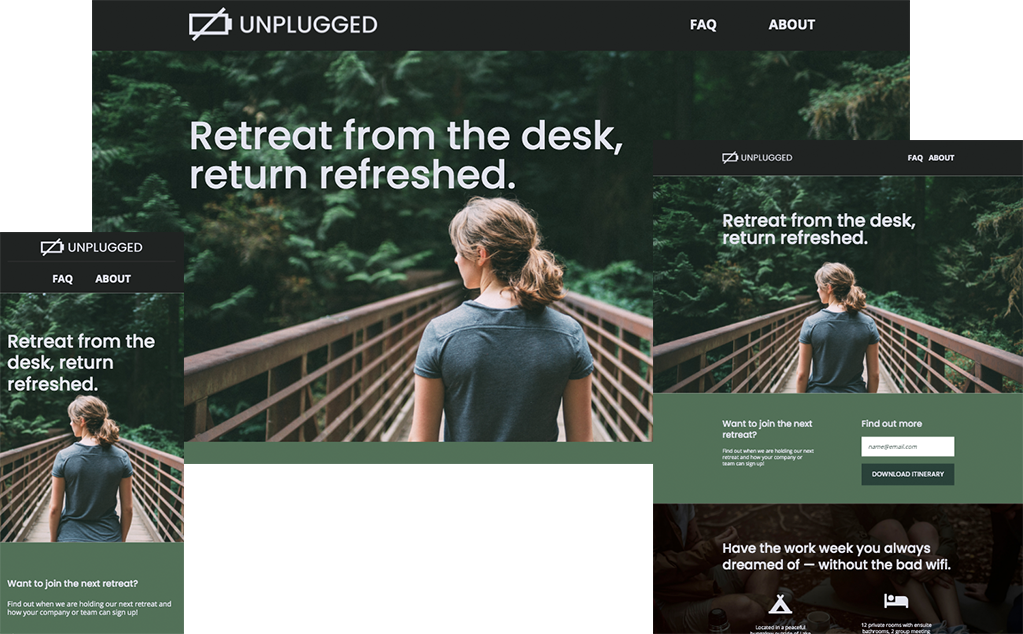 UNPLUGGED
FAQ
ABOUT
Retreat from the desk,
return refreshed.
UNPLUGGED
FAQ ABOUT
Retreat from the desk,
return refreshed.
Want to join the next
retreat?
Find out when we are holding our next
retreat and how your company or
team can sign up!
Find out more
name@email.com
DOWNLOAD ITINERARY
Have the work week you always
dreamed of — without the bad wifi.
Located in a peaceful
12 private rooms with ensuite
bathrooms, 2 group meeting
UNPLUGGED
FAQ
ABOUT
Retreat from the
desk, return
refreshed.
Want to join the next retreat?
Find out when we are holding our next retreat and
how your company or team can sign up!